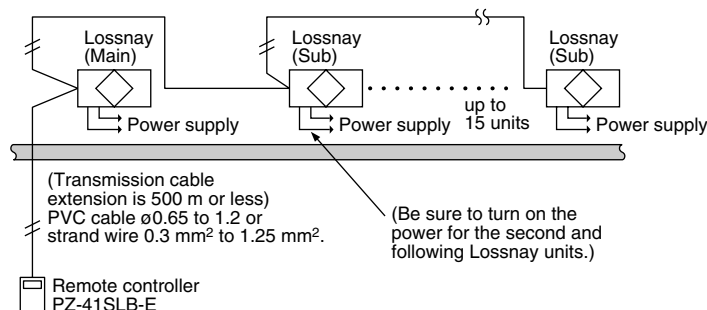 Lossnay
(Main)
Lossnay
(Sub)
Lossnay
(Sub)
up to
15 units
Power supply
Power supply
Power supply
(Transmission cable
extension is 500 m or less)
PVC cable ø0.65 to 1.2 or
strand wire 0.3 mm² to 1.25 mm².
(Be sure to turn on the
power for the second and
following Lossnay units.)
Remote controller
PZ-41SLB-E